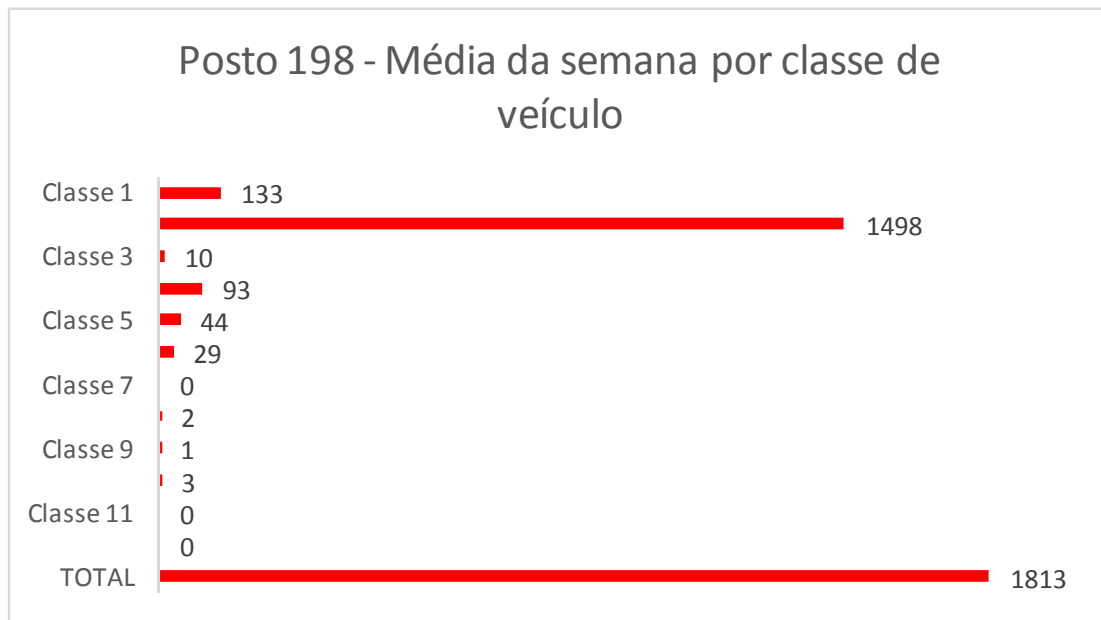 Posto 198 - Média da semana por classe de
veículo
Classe 1 133
1498
Classe 3 10
93
Classe 5 44
29
Classe 7 0
2
Classe 9 1
3
Classe 11 0
0
TOTAL 1813